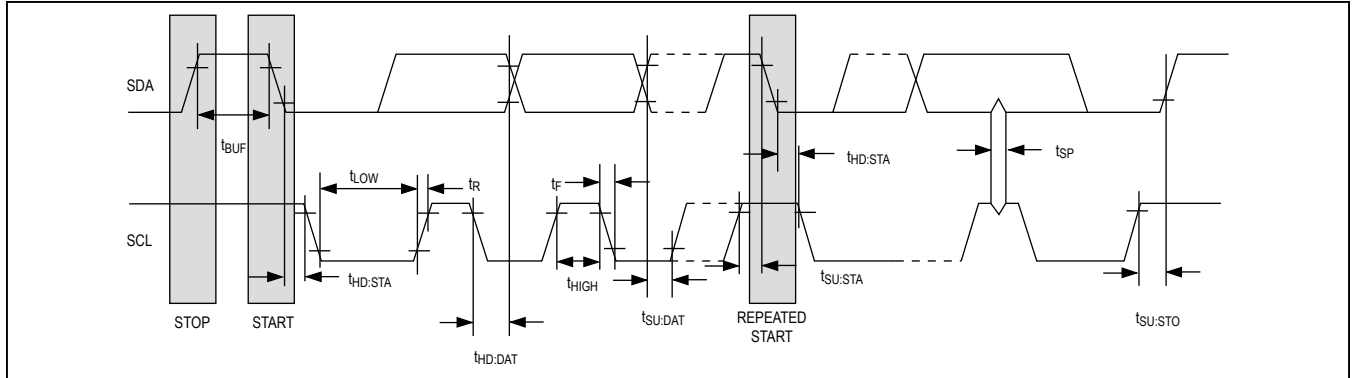 SDA
tBUF
tHD:STA
tSP
tLOW
tR
tF
SCL
tHD:STA
tHIGH
tSU:STA
tSU:DAT
tSU:STO
STOP
START
REPEATED
START
tHD:DAT